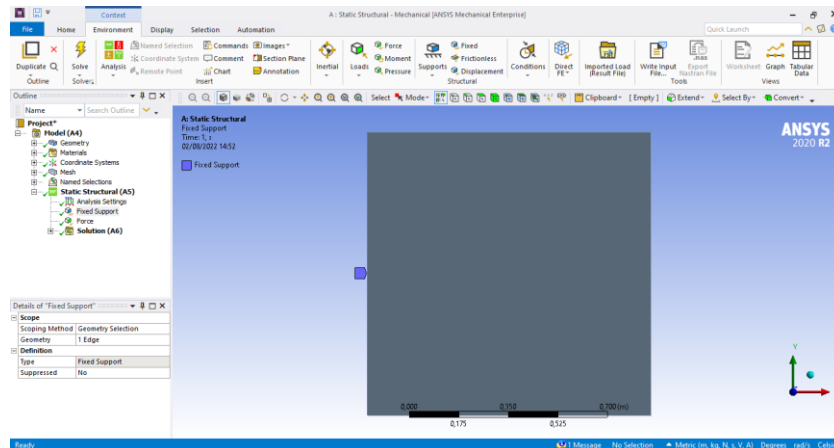 Context
A : Static Structural - Mechanical [ANSYS Mechanical Enterprise]
File Home Environment Display Selection Automation Quick Launch
Duplicate Q Solve Analysis Named Selection Commands Images Inertial Loads Force Supports Fixed Conditions Direct FE Imported Load (Result File) Write Input File... Export Nastran File Worksheet Graph Tabular Data
Coordinate System Comment Section Plane Moment Frictionless
Remote Point Chart Annotation Pressure Displacement
Outline Solver Insert Structural Tools Views
Outline
Select Mode Clipboard [Empty] Extend Select By Convert
Name Search Outline
Project*
Model (A4)
Geometry
Materials
Coordinate Systems
Mesh
Named Selections
Static Structural (A5)
Analysis Settings
Fixed Support
Force
Solution (A6)
A: Static Structural
Fixed Support
Time: 1, s
02/08/2022 14:52
Fixed Support
ANSYS
2020 R2
Details of "Fixed Support"
Scope
Scoping Method Geometry Selection
Geometry 1 Edge
Definition
Type Fixed Support
Suppressed No
0,000 0,350 0,700 (m)
0,175 0,525
Y
Ready 1 Message No Selection Metric (m, kg, N, s, V, A) Degrees rad/s Celsi